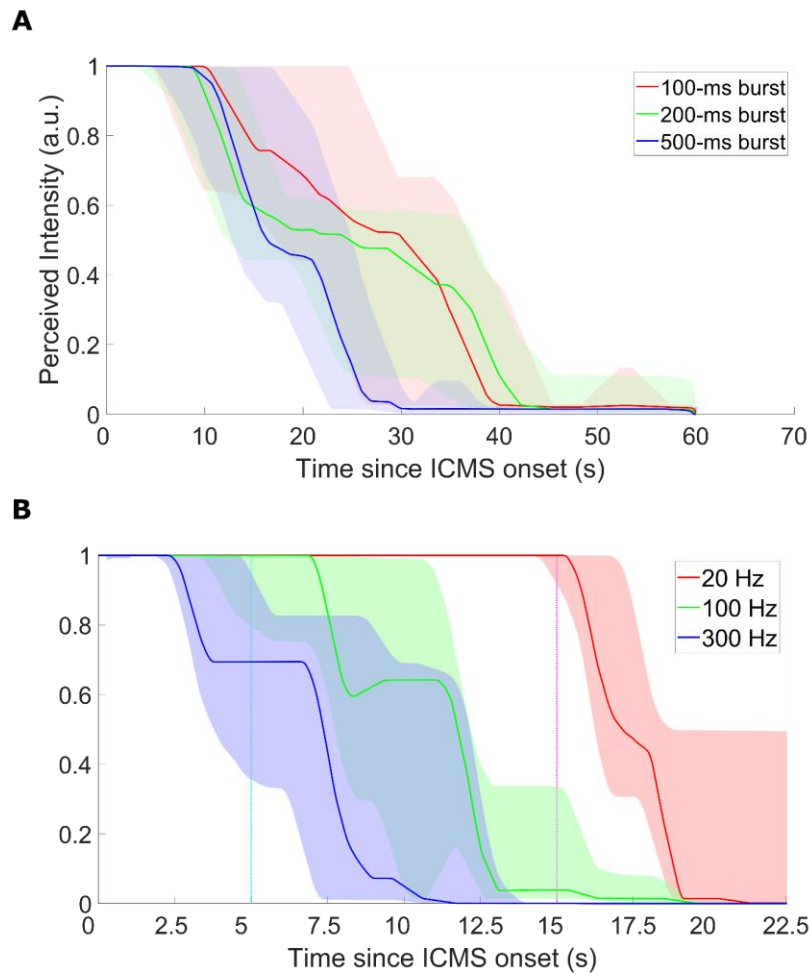 A
Perceived Intensity (a.u.)
1
0.8
0.6
0.4
0.2
0
100-ms burst
200-ms burst
500-ms burst
0 10 20 30 40 50 60 70
Time since ICMS onset (s)
B
1
0.8
0.6
0.4
0.2
0
20 Hz
100 Hz
300 Hz
0 2.5 5 7.5 10 12.5 15 17.5 20 22.5
Time since ICMS onset (s)